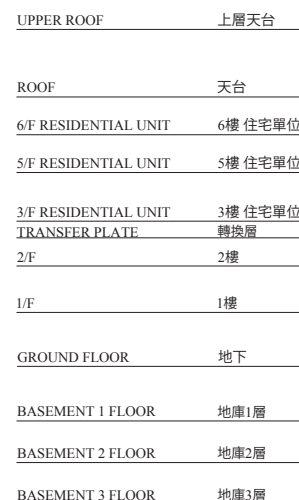 UPPER ROOF 上層天台
ROOF 天台
6/F RESIDENTIAL UNIT 6樓 住宅單位
5/F RESIDENTIAL UNIT 5樓 住宅單位
3/F RESIDENTIAL UNIT 3樓 住宅單位
TRANSFER PLATE 轉換層
2/F 2樓
1/F 1樓
GROUND FLOOR 地下
BASEMENT 1 FLOOR 地庫1層
BASEMENT 2 FLOOR 地庫2層
BASEMENT 3 FLOOR 地庫3層